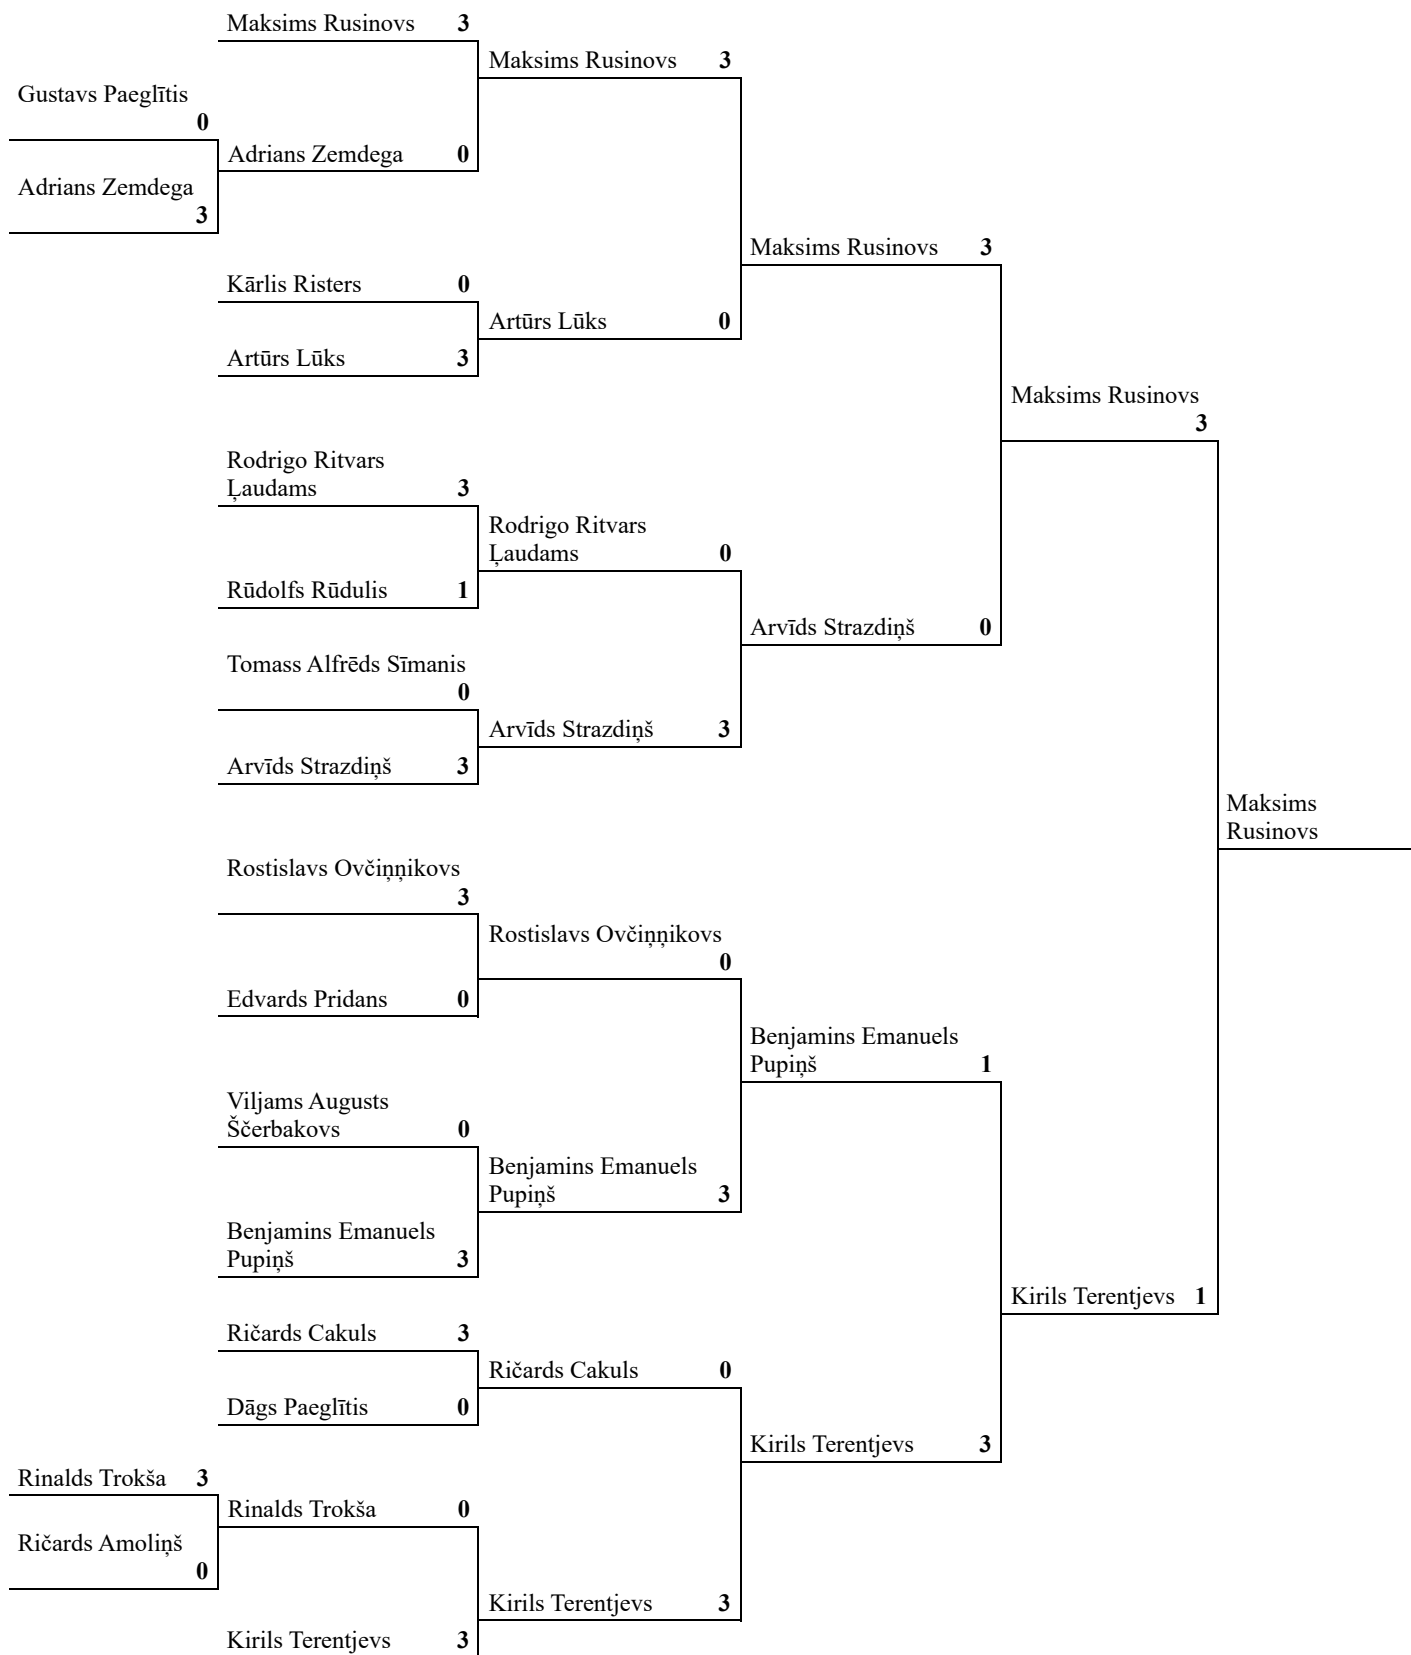 Maksims Rusinovs 3
Maksims Rusinovs 3
Gustavs Paeglītis
0
Adrians Zemdega 0
Adrians Zemdega
3
Maksims Rusinovs 3
Kārlis Risters 0
Artūrs Lūks 0
Artūrs Lūks 3
Maksims Rusinovs
3
Rodrigo Ritvars
Ļaudams 3
Rodrigo Ritvars
Ļaudams 0
Rūdolfs Rūdulis 1
Arvīds Strazdiņš 0
Tomass Alfrēds Sīmanis
0
Arvīds Strazdiņš 3
Arvīds Strazdiņš 3
Maksims
Rusinovs
Rostislavs Ovčiņņikovs
3
Rostislavs Ovčiņņikovs
0
Edvards Pridans 0
Benjamins Emanuels
Pupiņš 1
Viljams Augusts
Ščerbakovs 0
Benjamins Emanuels
Pupiņš 3
Benjamins Emanuels
Pupiņš 3
Kirils Terentjevs 1
Ričards Cakuls 3
Ričards Cakuls 0
Dāgs Paeglītis 0
Kirils Terentjevs 3
Rinalds Trokša 3
Rinalds Trokša 0
Ričards Amoliņš
0
Kirils Terentjevs 3
Kirils Terentjevs 3